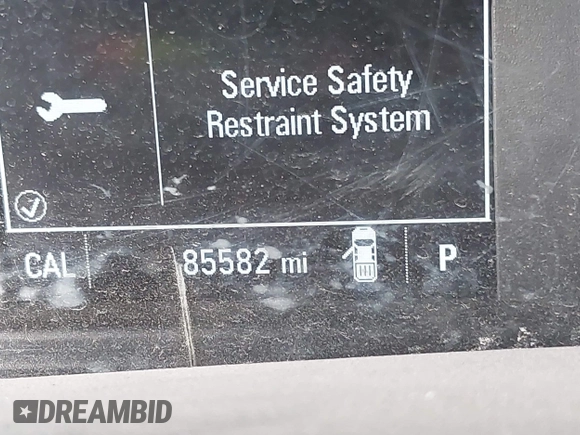 Service Safety
Restraint System
CAL
85582 mi
P
DREAMBID